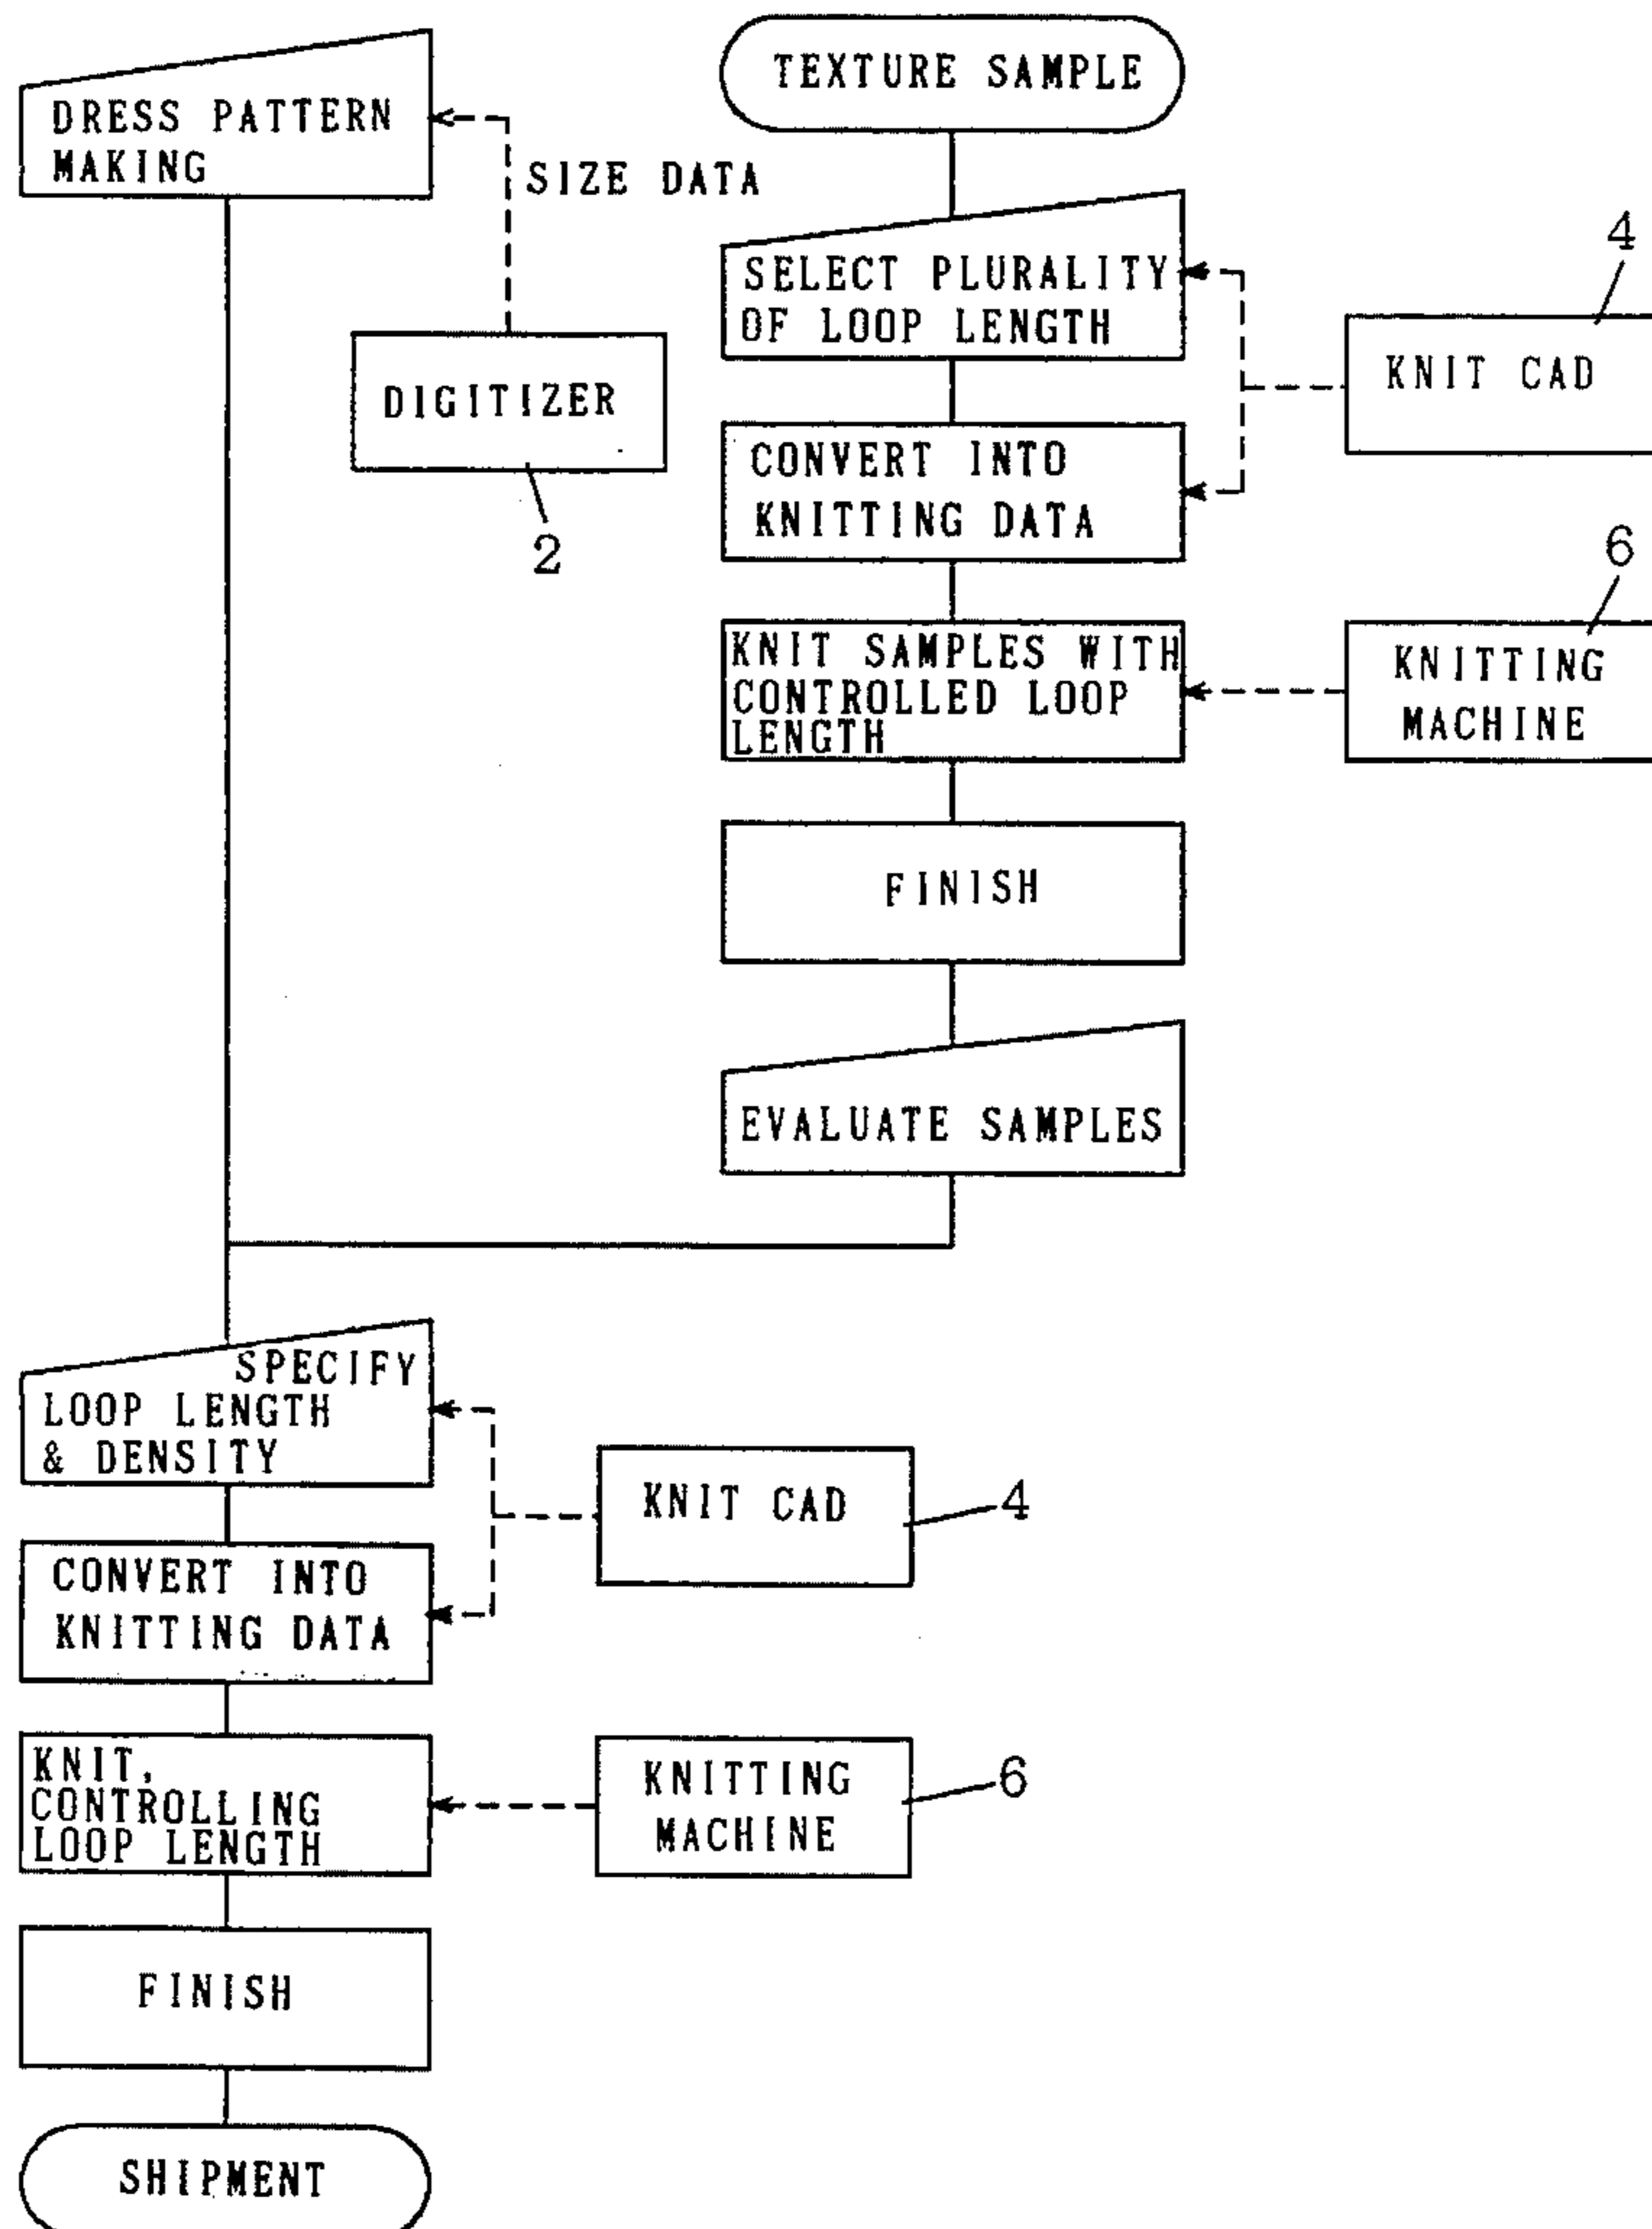 TEXTURE SAMPLE
DRESS PATTERN
MAKING
SIZE DATA
DIGITIZER
2
SELECT PLURALITY
OF LOOP LENGTH
4
KNIT CAD
CONVERT INTO
KNITTING DATA
6
KNIT SAMPLES WITH
CONTROLLED LOOP
LENGTH
KNITTING
MACHINE
FINISH
EVALUATE SAMPLES
SPECIFY
LOOP LENGTH
& DENSITY
KNIT CAD
4
CONVERT INTO
KNITTING DATA
KNIT,
CONTROLLING
LOOP LENGTH
KNITTING
MACHINE
6
FINISH
SHIPMENT